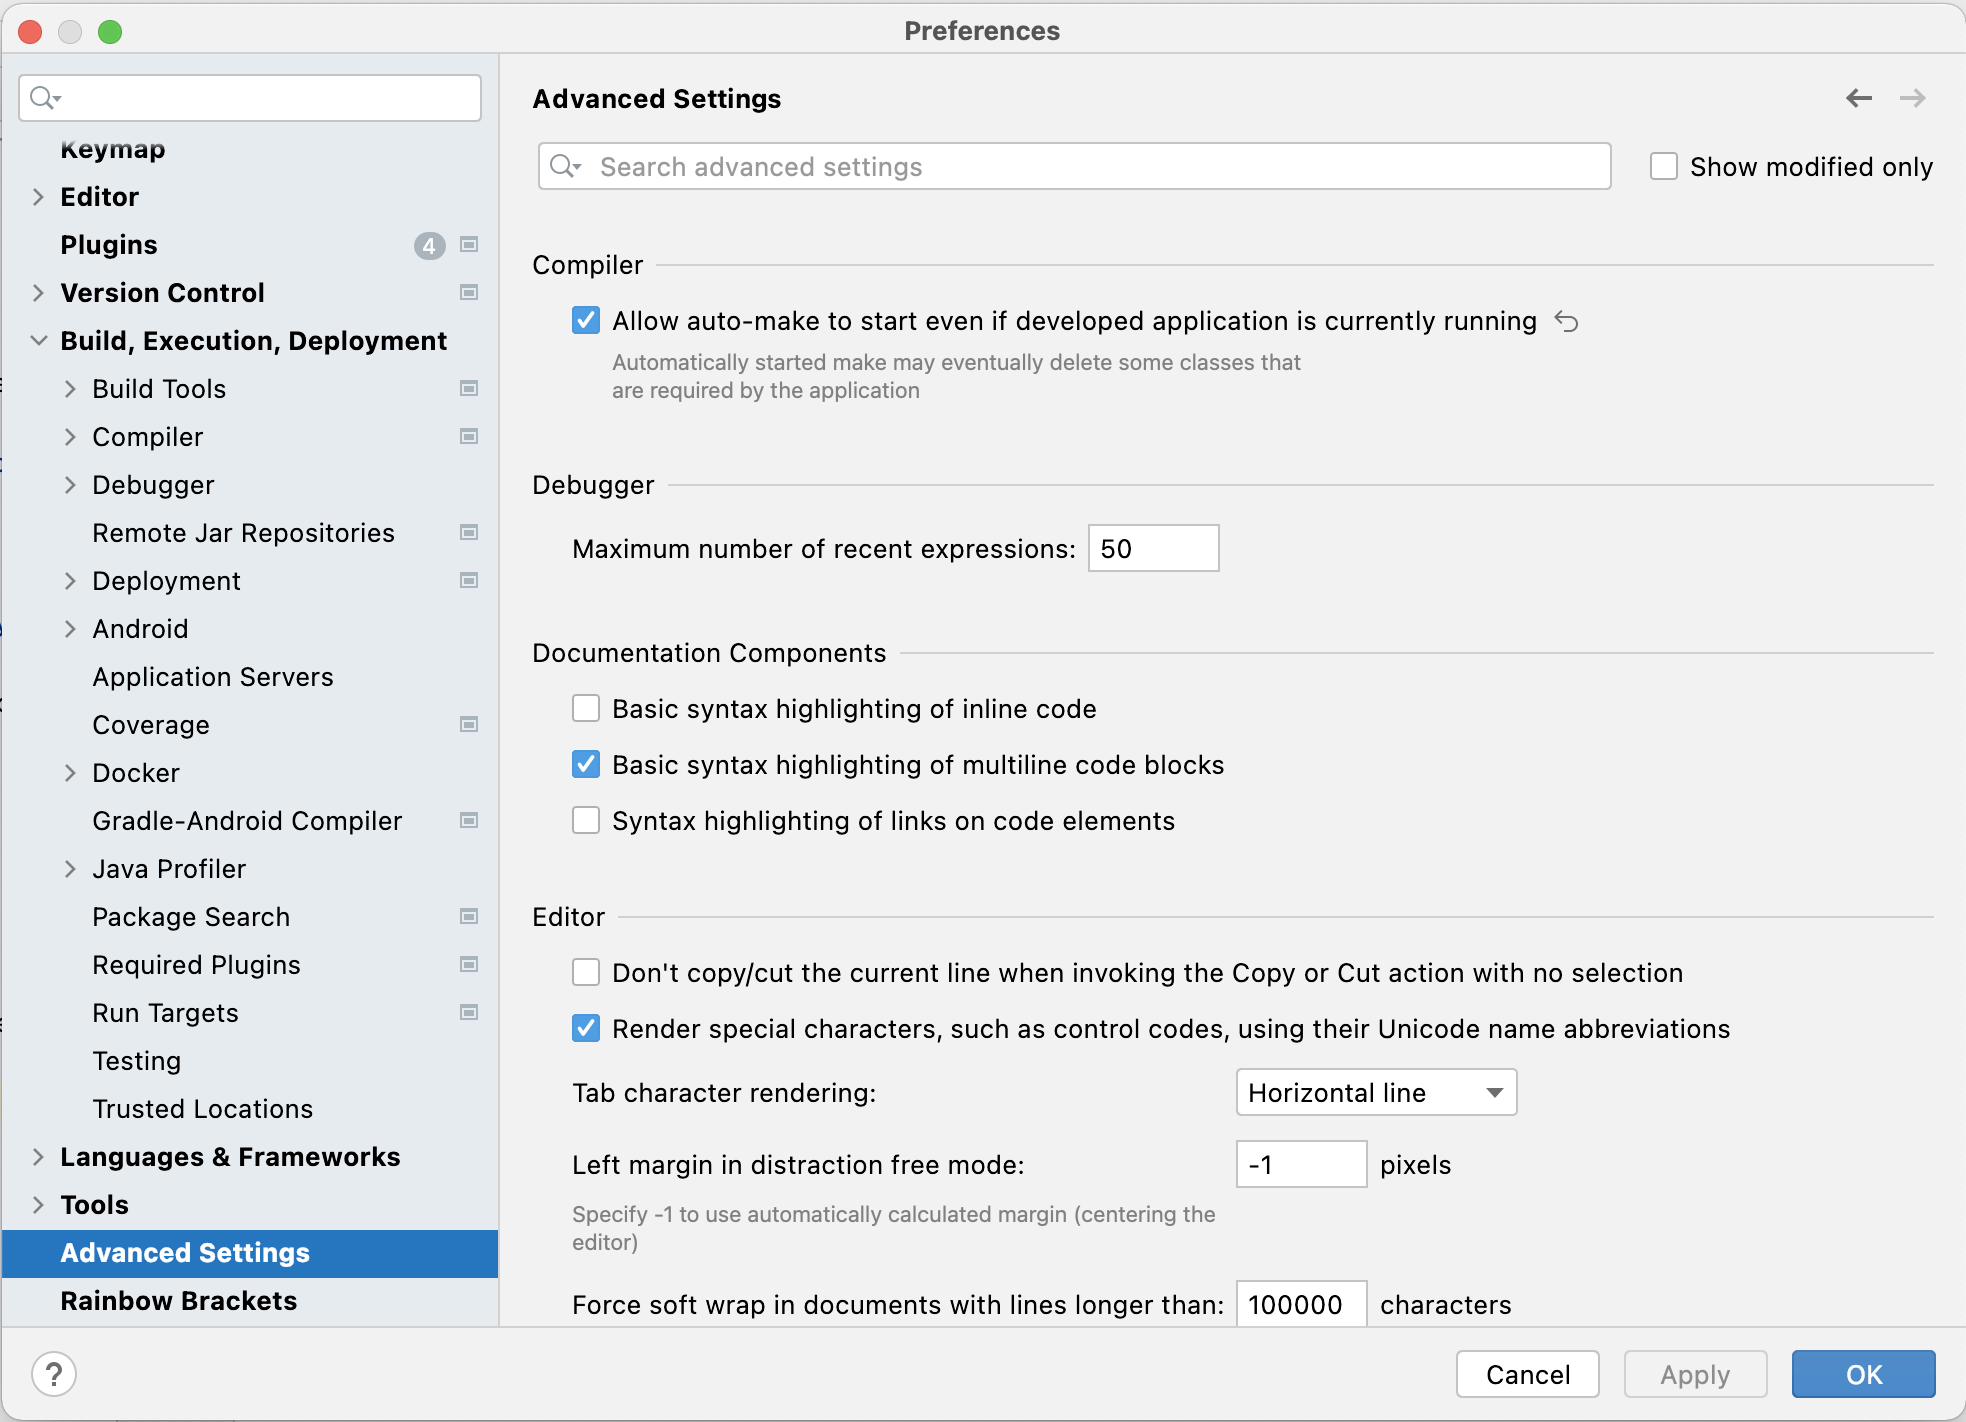 Preferences
Keymap
Editor
Plugins 4
Version Control
Build, Execution, Deployment
Build Tools
Compiler
Debugger
Remote Jar Repositories
Deployment
Android
Application Servers
Coverage
Docker
Gradle-Android Compiler
Java Profiler
Package Search
Required Plugins
Run Targets
Testing
Trusted Locations
Languages & Frameworks
Tools
Advanced Settings
Rainbow Brackets
Advanced Settings
Search advanced settings
Show modified only
Compiler
Allow auto-make to start even if developed application is currently running
Automatically started make may eventually delete some classes that
are required by the application
Debugger
Maximum number of recent expressions: 50
Documentation Components
Basic syntax highlighting of inline code
Basic syntax highlighting of multiline code blocks
Syntax highlighting of links on code elements
Editor
Don't copy/cut the current line when invoking the Copy or Cut action with no selection
Render special characters, such as control codes, using their Unicode name abbreviations
Tab character rendering: Horizontal line
Left margin in distraction free mode: -1 pixels
Specify -1 to use automatically calculated margin (centering the
editor)
Force soft wrap in documents with lines longer than: 100000 characters
?
Cancel
Apply
OK